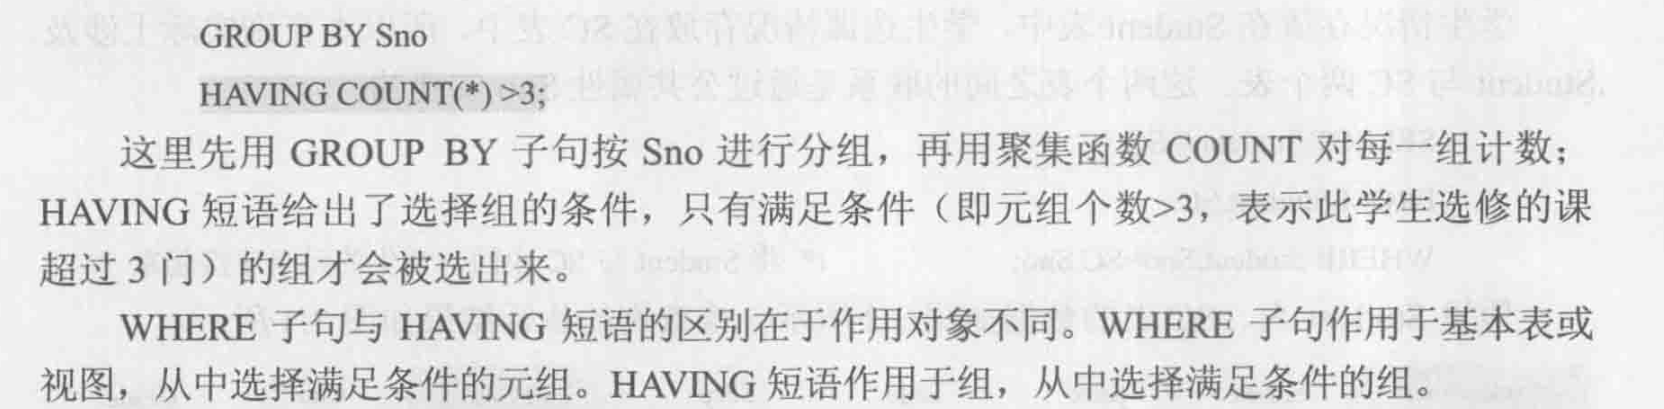 GROUP BY Sno
HAVING COUNT(*) >3;
这里先用 GROUP BY 子句按 Sno 进行分组，再用聚集函数 COUNT 对每一组计数；
HAVING 短语给出了选择组的条件，只有满足条件（即元组个数>3，表示此学生选修的课
超过 3 门）的组才会被选出来。
WHERE 子句与 HAVING 短语的区别在于作用对象不同。WHERE 子句作用于基本表或
视图，从中选择满足条件的元组。HAVING 短语作用于组，从中选择满足条件的组。